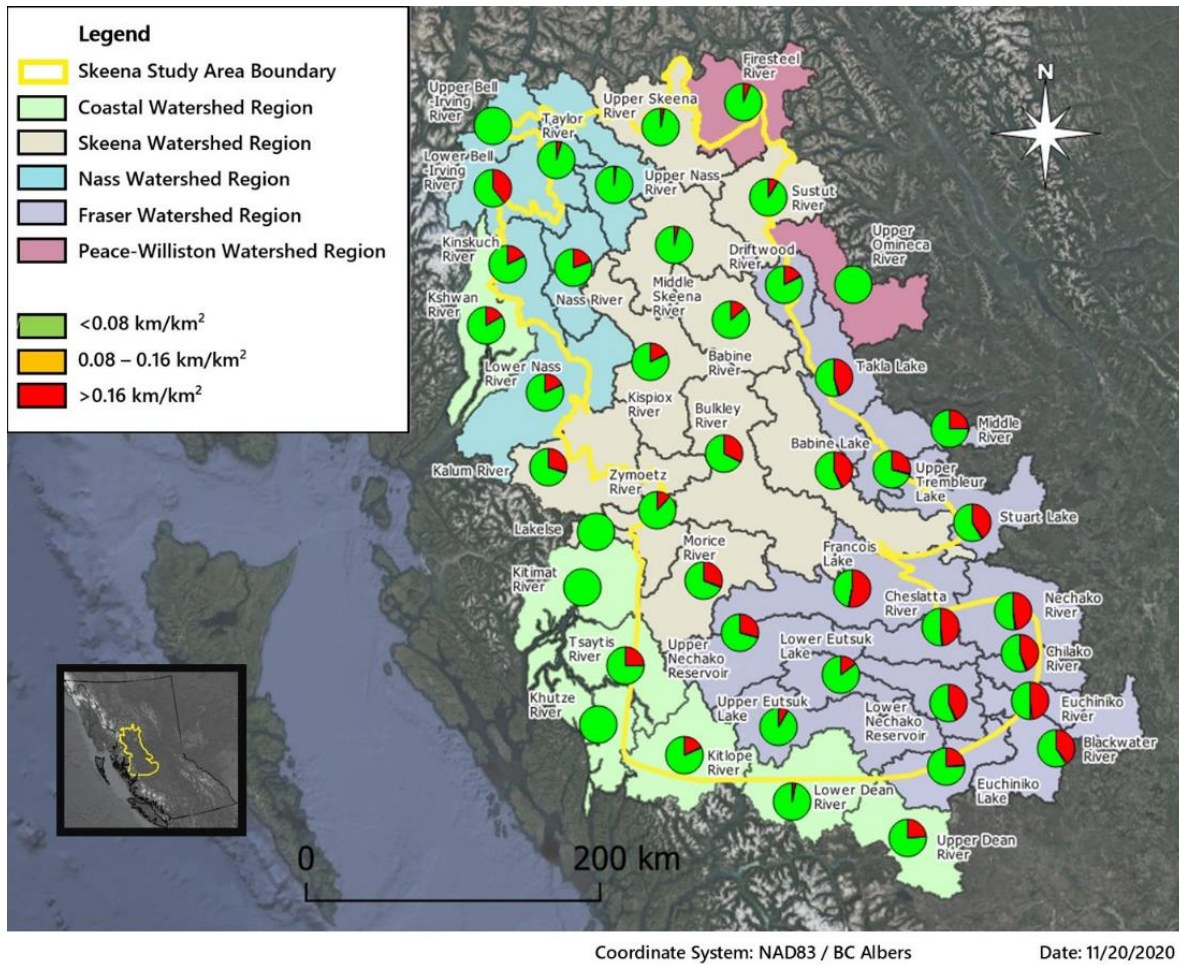 Legend
Skeena Study Area Boundary
Coastal Watershed Region
Skeena Watershed Region
Nass Watershed Region
Fraser Watershed Region
Peace-Williston Watershed Region
<0.08 km/km²
0.08 – 0.16 km/km²
>0.16 km/km²
N
Firesteel
River
Upper Bell
-Irving
River
Upper Skeena
River
Taylor
River
Lower Bell
-Irving
River
Upper Nass
River
Sustut
River
Upper
Omineca
River
Kinskuch
River
Driftwood
River
Nass River
Middle
Skeena
River
Kshwan
River
Babine
River
Lower Nass
River
Takla Lake
Kispiox
River
Bulkley
River
Middle
River
Babine Lake
Kalum River
Zymoetz
River
Upper
Trembleur
Lake
Stuart Lake
Lakelse
Morice
River
Francois
Lake
Kitimat
River
Cheslatta
River
Nechako
River
Tsaytis
River
Upper
Nechako
Reservoir
Lower Eutsuk
Lake
Chilako
River
Khutze
River
Upper Eutsuk
Lake
Lower
Nechako
Reservoir
Euchiniko
River
Blackwater
River
Kitlope
River
Euchiniko
Lake
Lower Dean
River
Upper Dean
River
0 200 km
Coordinate System: NAD83 / BC Albers Date: 11/20/2020